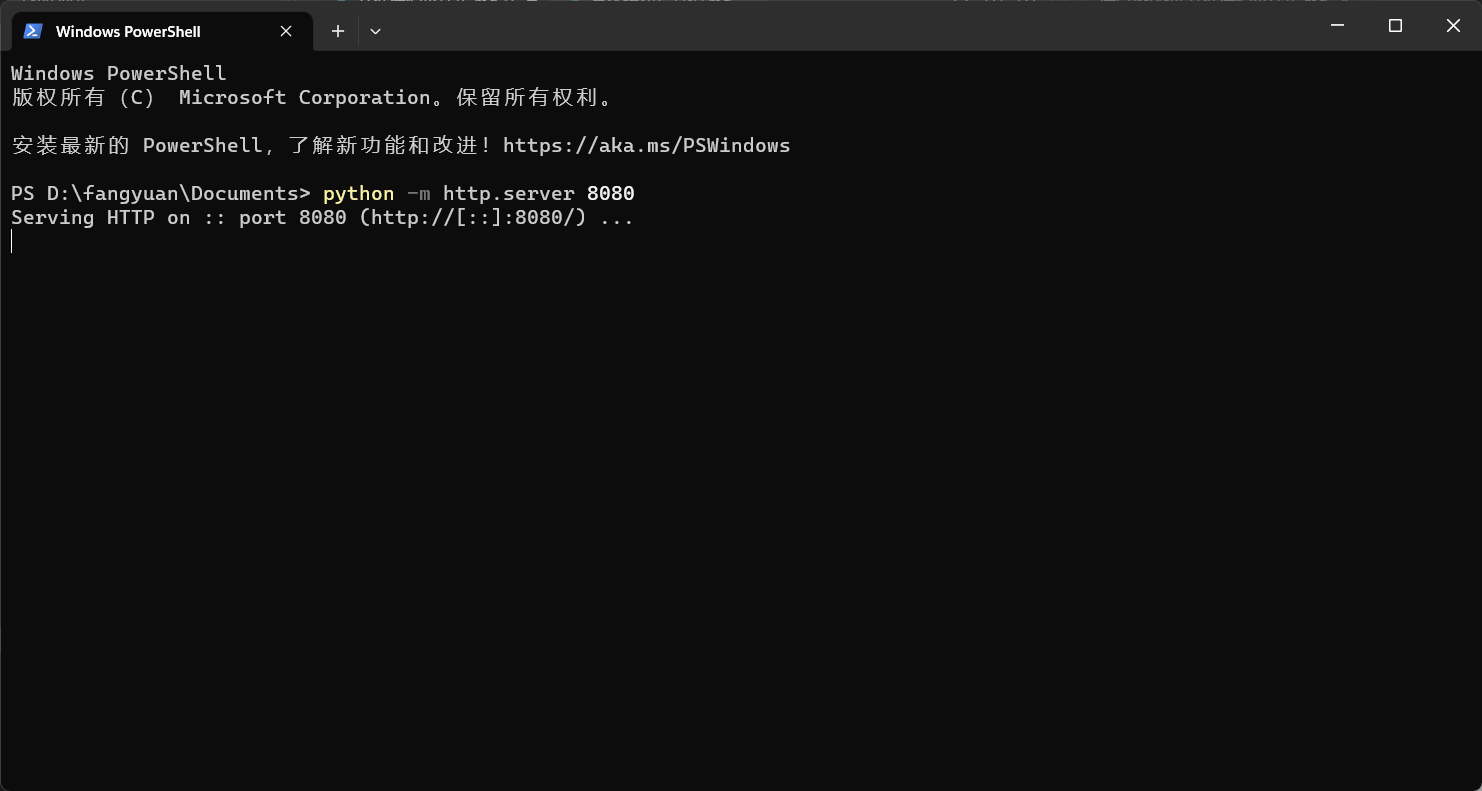 Windows PowerShell
Windows PowerShell
版权所有 (C) Microsoft Corporation。保留所有权利。
安装最新的 PowerShell，了解新功能和改进！https://aka.ms/PSWindows
PS D:\fangyuan\Documents> python -m http.server 8080
Serving HTTP on :: port 8080 (http://[::]:8080/) ...